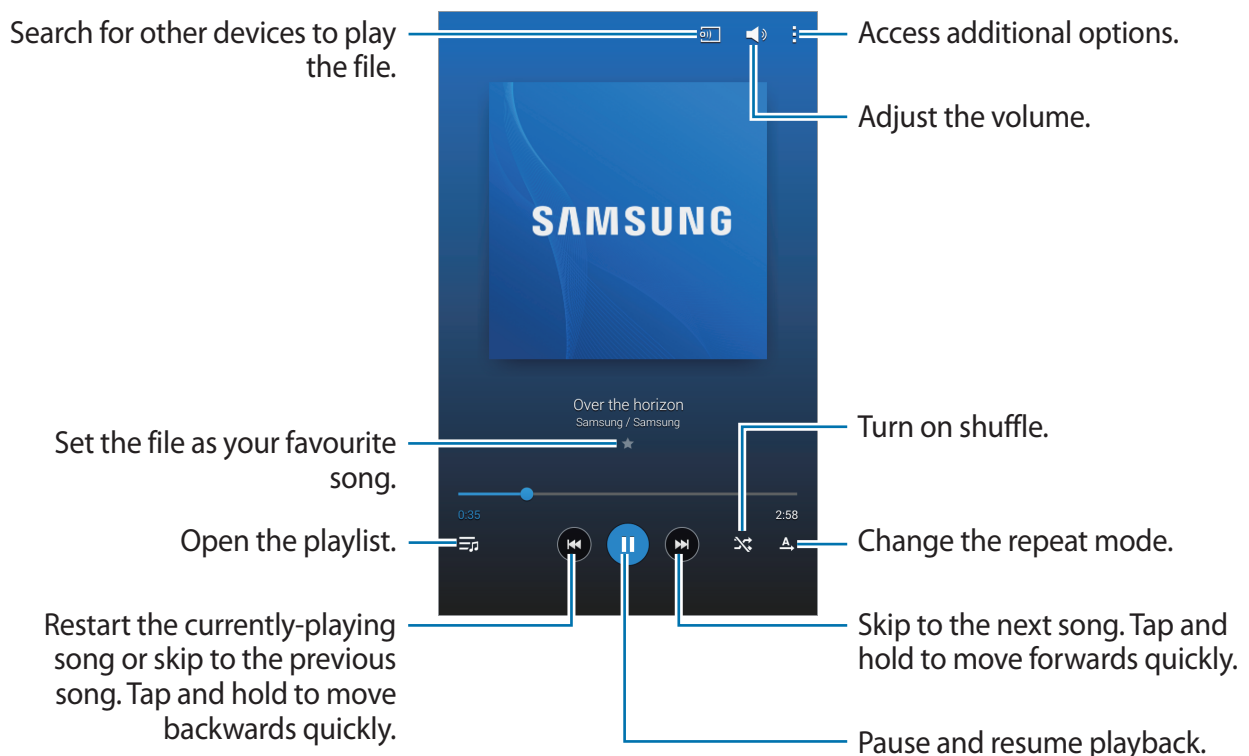 Search for other devices to play
the file.
Access additional options.
Adjust the volume.
SAMSUNG
Over the horizon
Samsung / Samsung
Set the file as your favourite
song.
Turn on shuffle.
0:35
2:58
Open the playlist.
A
Change the repeat mode.
Restart the currently-playing
song or skip to the previous
song. Tap and hold to move
backwards quickly.
Skip to the next song. Tap and
hold to move forwards quickly.
Pause and resume playback.